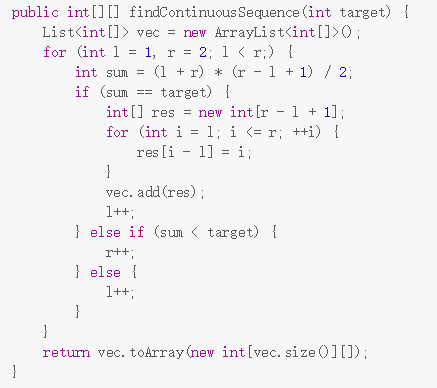 public int[][] findContinuousSequence(int target) {
    List<int[]> vec = new ArrayList<int[]>();
    for (int l = 1, r = 2; l < r;) {
        int sum = (l + r) * (r - l + 1) / 2;
        if (sum == target) {
            int[] res = new int[r - l + 1];
            for (int i = l; i <= r; ++i) {
                res[i - l] = i;
            }
            vec.add(res);
            l++;
        } else if (sum < target) {
            r++;
        } else {
            l++;
        }
    }
    return vec.toArray(new int[vec.size()][]);
}